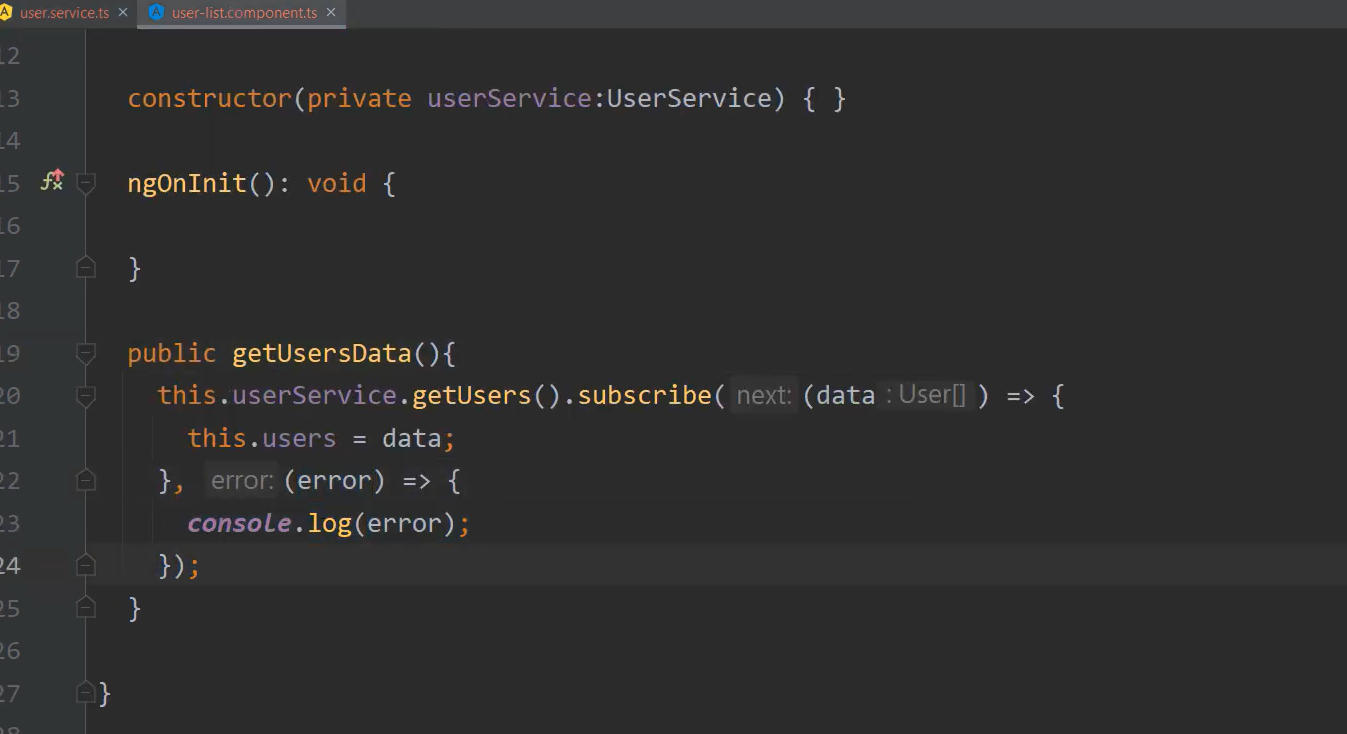 user.service.ts × user-list.component.ts ×
12
13 constructor(private userService:UserService) { }
14
15 ngOnInit(): void {
16
17 }
18
19 public getUsersData(){
20 this.userService.getUsers().subscribe( next: (data : User[] ) => {
21 this.users = data;
22 }, error: (error) => {
23 console.log(error);
24 });
25 }
26
27 }
28